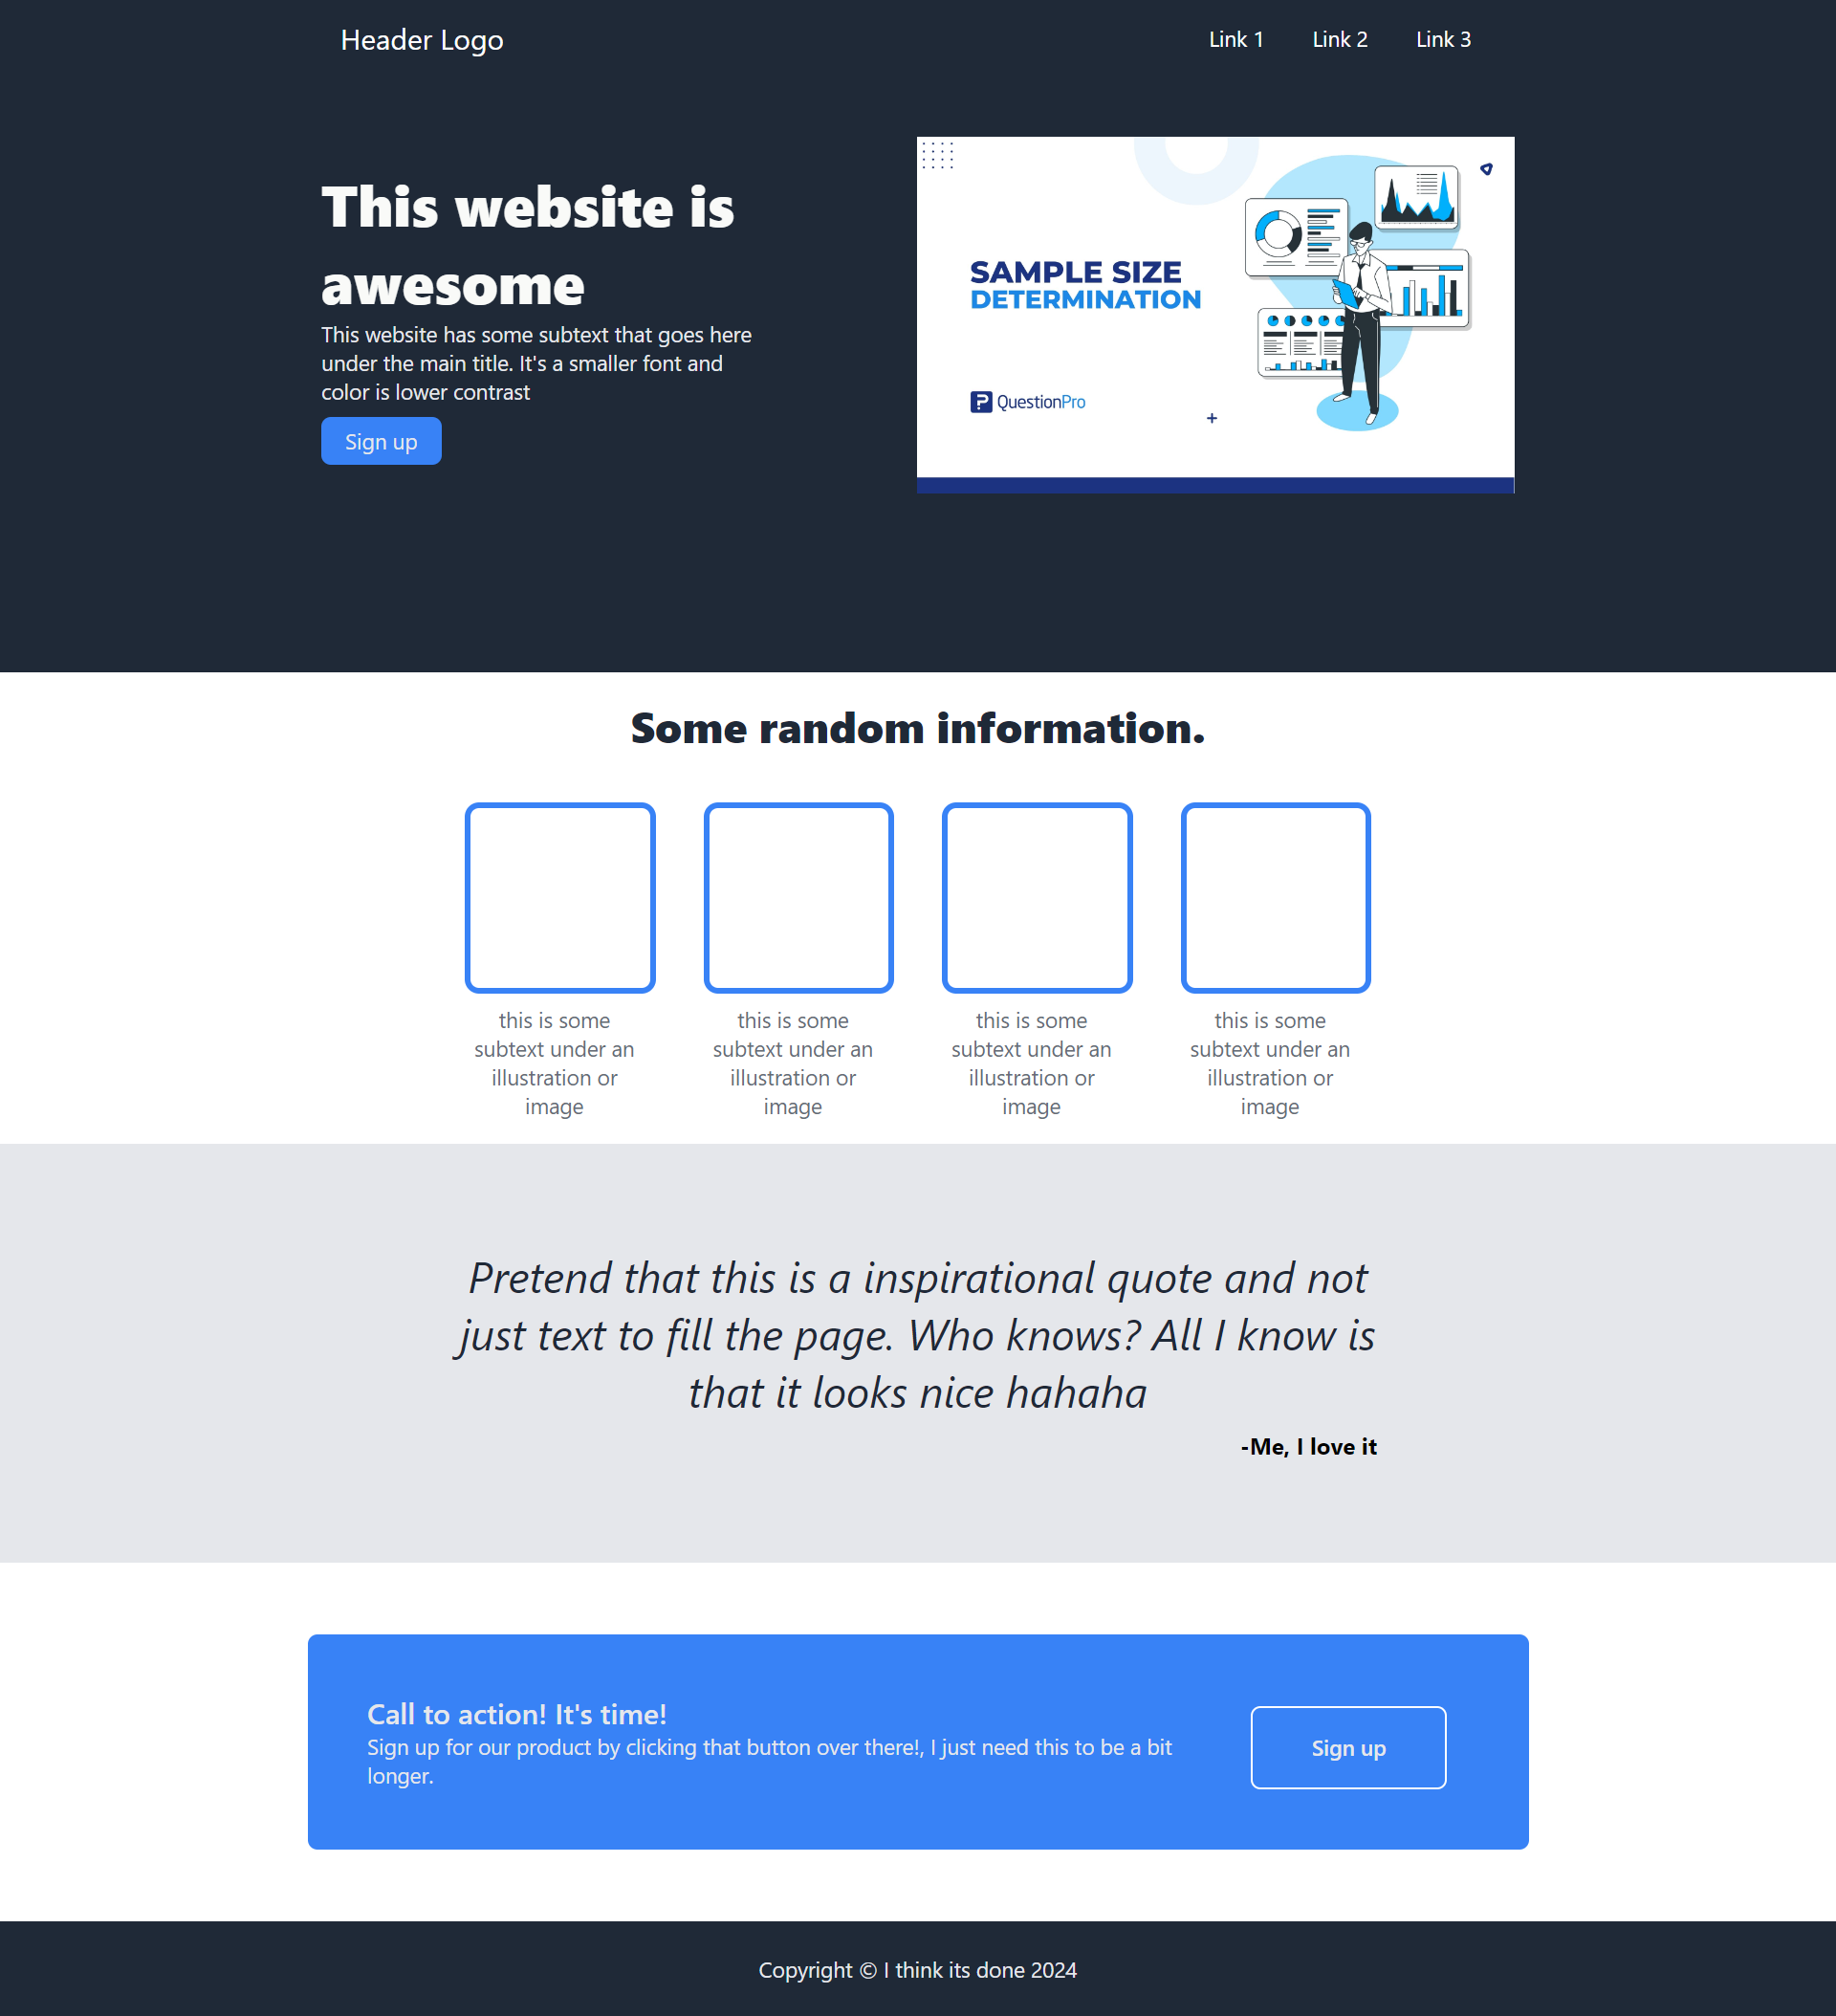 Header Logo
Link 1
Link 2
Link 3
This website is
awesome
This website has some subtext that goes here
under the main title. It's a smaller font and
color is lower contrast
Sign up
SAMPLE SIZE
DETERMINATION
QuestionPro
Some random information.
this is some
subtext under an
illustration or
image
this is some
subtext under an
illustration or
image
this is some
subtext under an
illustration or
image
this is some
subtext under an
illustration or
image
Pretend that this is a inspirational quote and not
just text to fill the page. Who knows? All I know is
that it looks nice hahaha
-Me, I love it
Call to action! It's time!
Sign up for our product by clicking that button over there!, I just need this to be a bit
longer.
Sign up
Copyright © I think its done 2024